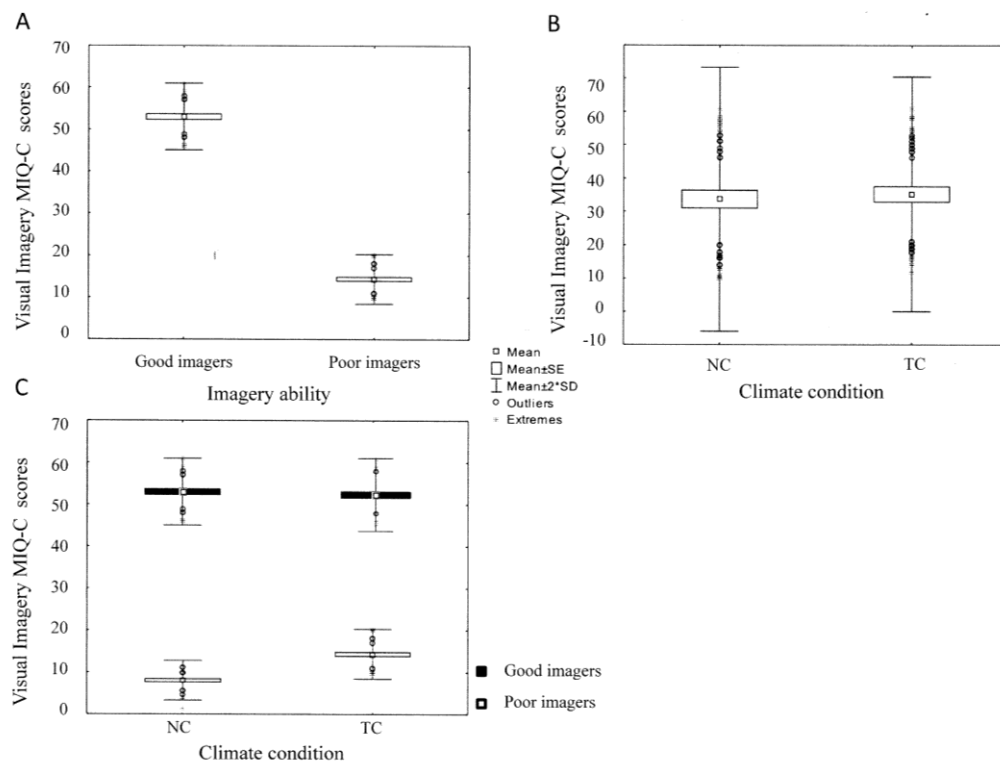 A
Visual Imagery MIQ-C scores
70
60
50
40
30
20
10
0
Good imagers
Poor imagers
Imagery ability
B
Visual Imagery MIQ-C scores
70
60
50
40
30
20
10
0
-10
NC
TC
Climate condition
Mean
Mean±SE
Mean±2*SD
Outliers
Extremes
C
Visual Imagery MIQ-C scores
70
60
50
40
30
20
10
0
NC
TC
Climate condition
Good imagers
Poor imagers